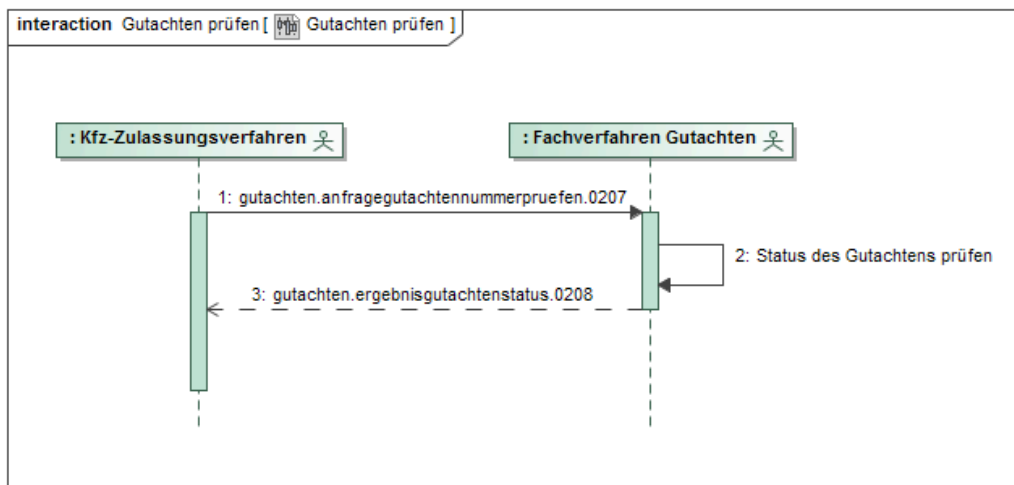 interaction Gutachten prüfen[ Gutachten prüfen ]
: Kfz-Zulassungsverfahren
: Fachverfahren Gutachten
1: gutachten.anfragegutachtennummerpruefen.0207
2: Status des Gutachtens prüfen
3: gutachten.ergebnisgutachtenstatus.0208